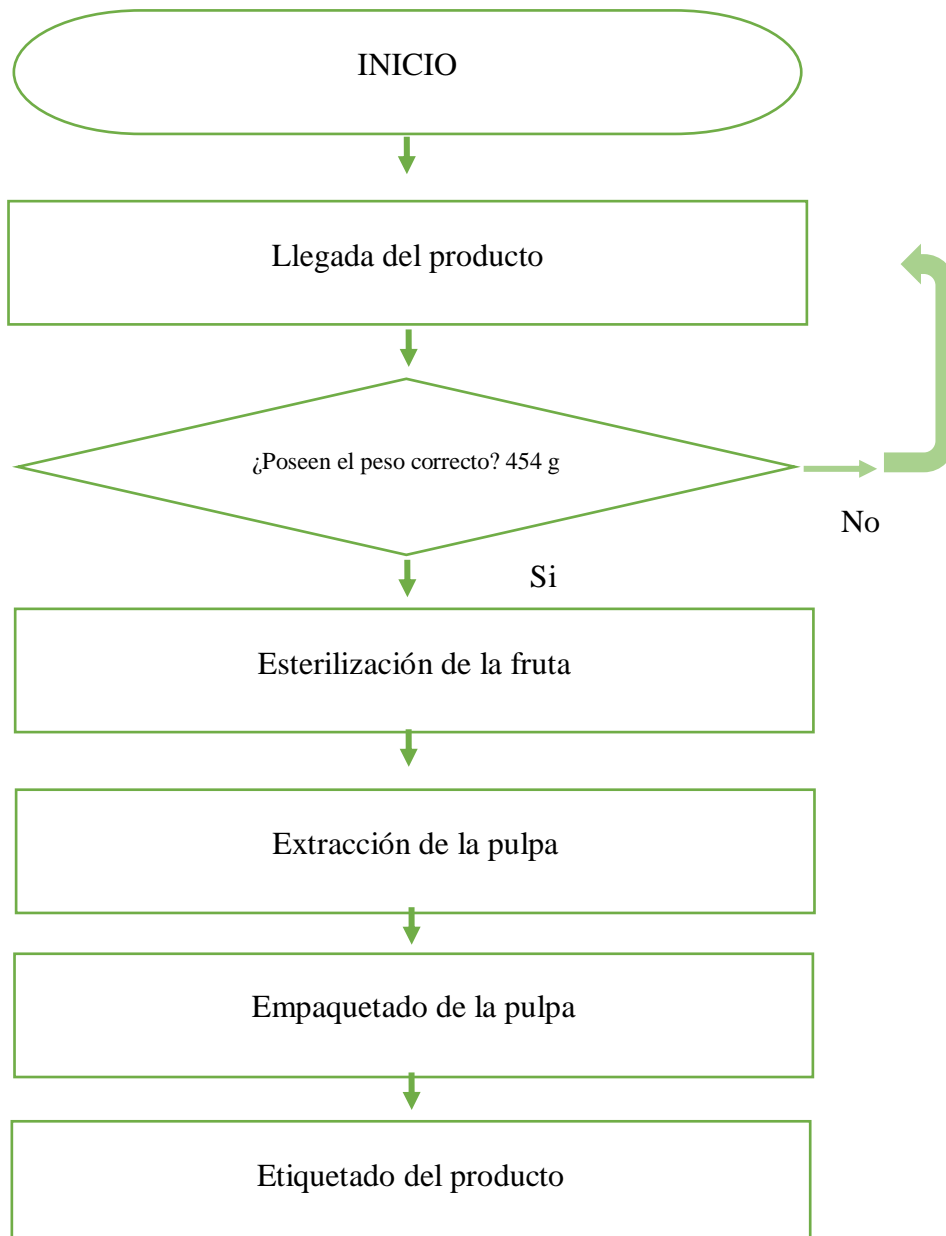 INICIO
Llegada del producto
¿Poseen el peso correcto? 454 g
No
Si
Esterilización de la fruta
Extracción de la pulpa
Empaquetado de la pulpa
Etiquetado del producto